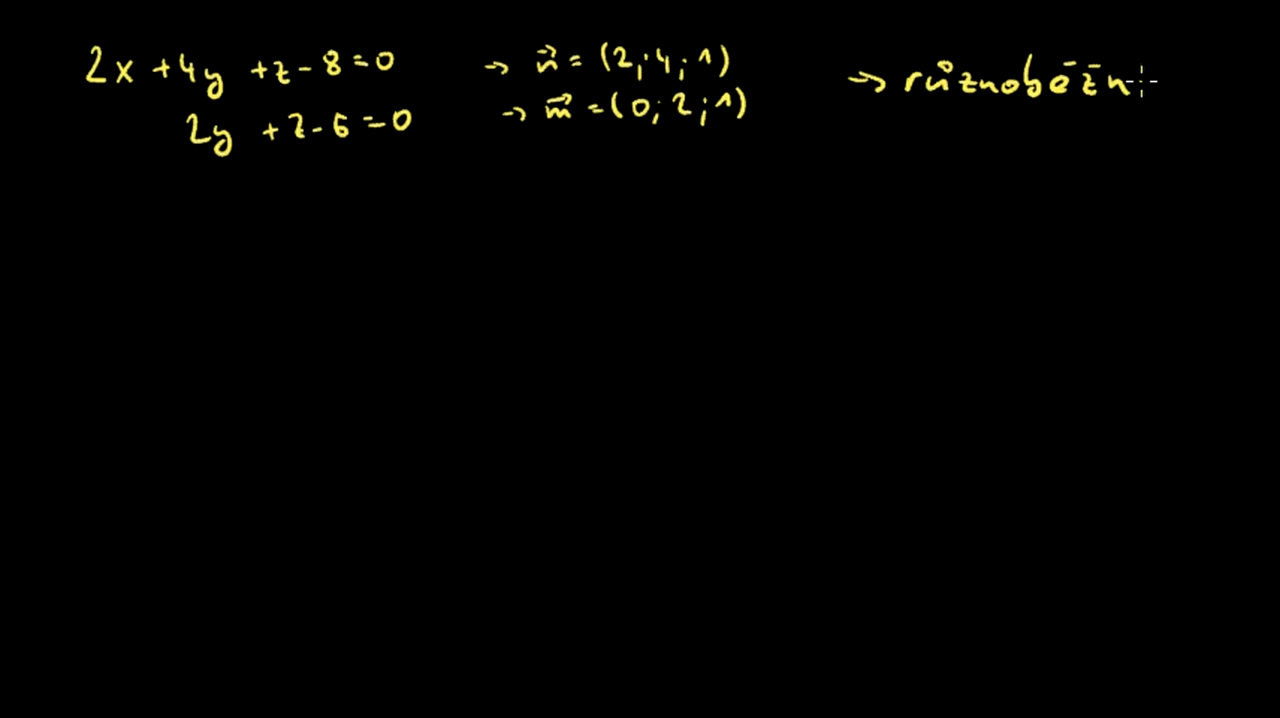 2x + 4y + z - 8 = 0 → n⃗ = (2; 4; 1) → různoběžn
2y + z - 6 = 0 → m⃗ = (0; 2; 1)